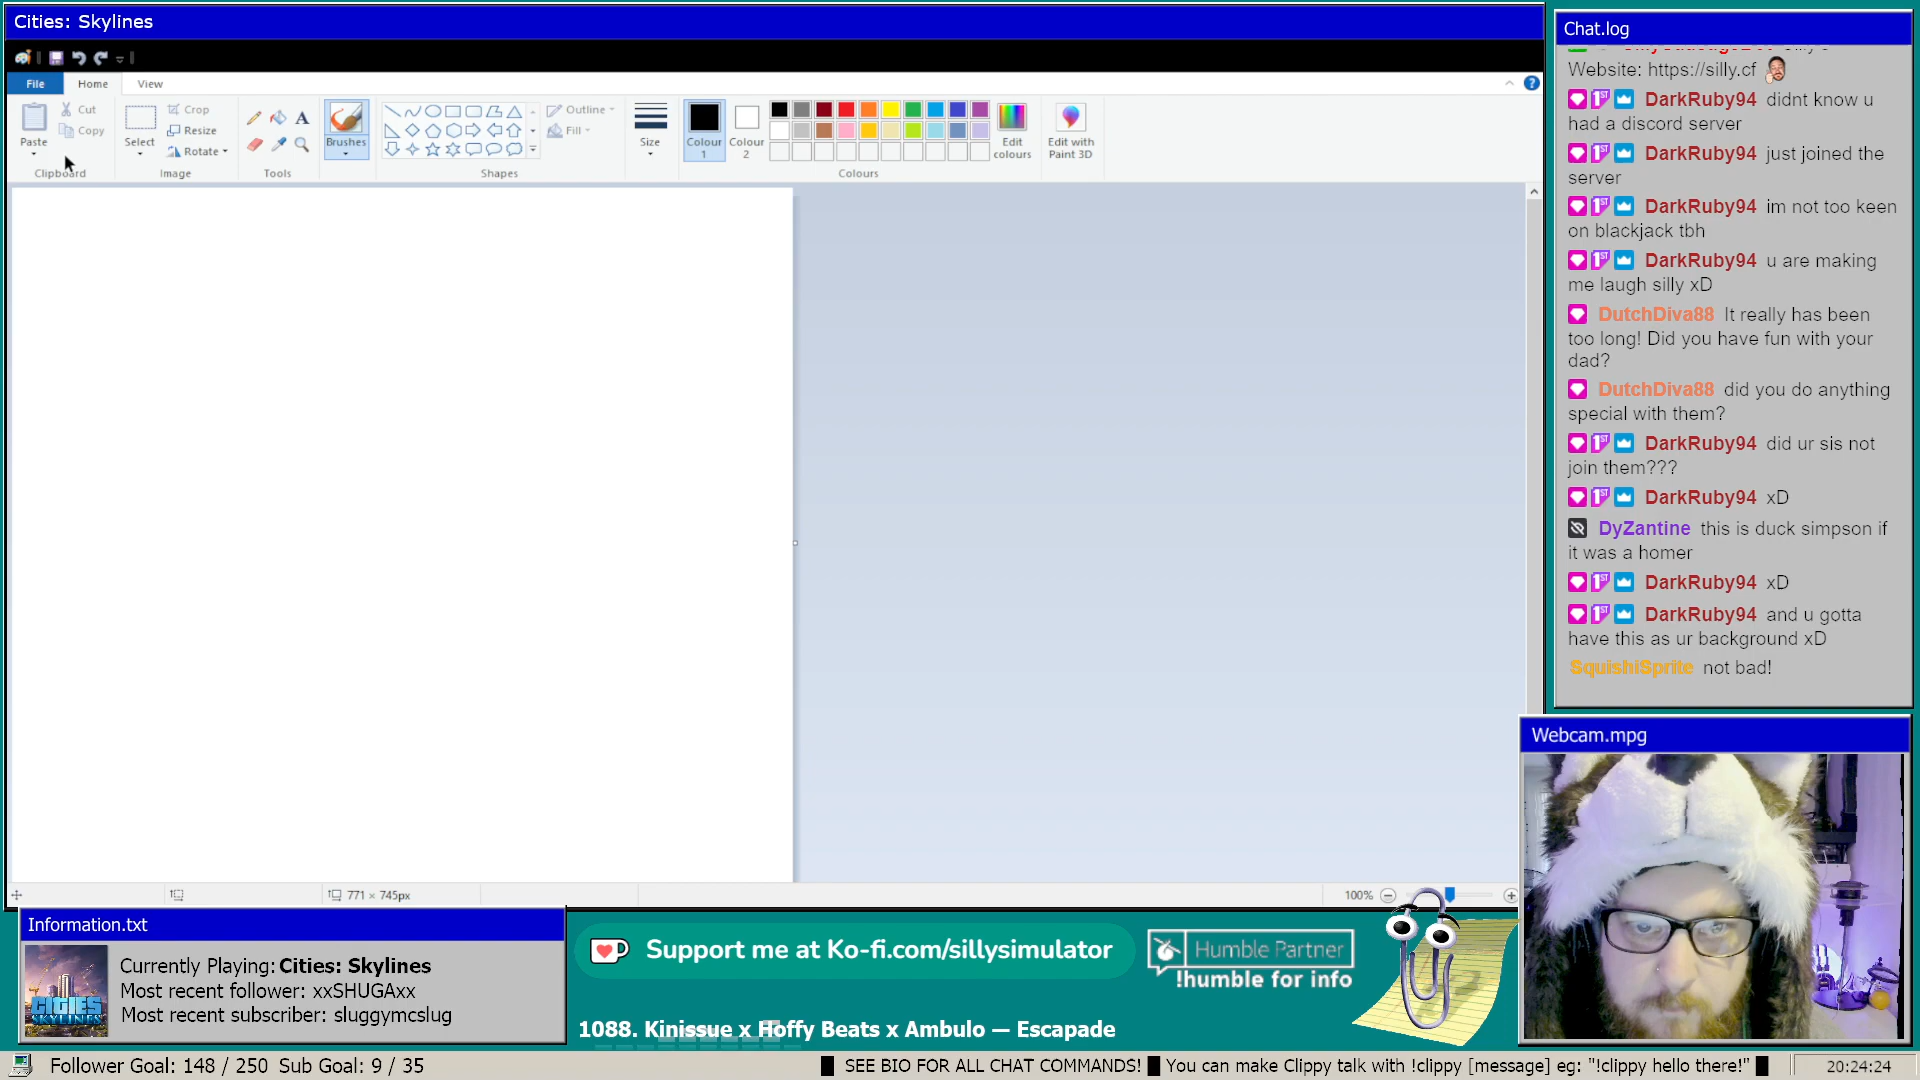 Cities: Skylines
File
Home
View
Paste
Cut
Copy
Clipboard
Select
Crop
Resize
Rotate
Image
A
Tools
Brushes
Shapes
Outline
Fill
Size
Colour
1
Colour
2
Edit
colours
Colours
Edit with
Paint 3D
771 × 745px
100%
Chat.log
Website: https://silly.cf
DarkRuby94 didnt know u
had a discord server
DarkRuby94 just joined the
server
DarkRuby94 im not too keen
on blackjack tbh
DarkRuby94 u are making
me laugh silly xD
DutchDiva88 It really has been
too long! Did you have fun with your
dad?
DutchDiva88 did you do anything
special with them?
DarkRuby94 did ur sis not
join them???
DarkRuby94 xD
DyZantine this is duck simpson if
it was a homer
DarkRuby94 xD
DarkRuby94 and u gotta
have this as ur background xD
SquishiSprite not bad!
Webcam.mpg
Information.txt
CITIES
SKYLINES
Currently Playing: Cities: Skylines
Most recent follower: xxSHUGAxx
Most recent subscriber: sluggymcslug
Support me at Ko-fi.com/sillysimulator
Humble Partner
!humble for info
1088. Kinissue x Hoffy Beats x Ambulo — Escapade
Follower Goal: 148 / 250 Sub Goal: 9 / 35
SEE BIO FOR ALL CHAT COMMANDS! You can make Clippy talk with !clippy [message] eg: "!clippy hello there!"
20:24:24